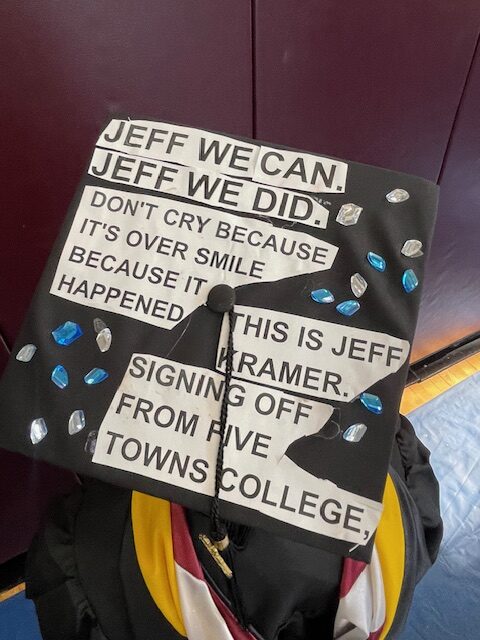 JEFF WE CAN.
JEFF WE DID.
DON'T CRY BECAUSE
IT'S OVER SMILE
BECAUSE IT
HAPPENED
THIS IS JEFF
KRAMER.
SIGNING OFF
FROM FIVE
TOWNS COLLEGE,